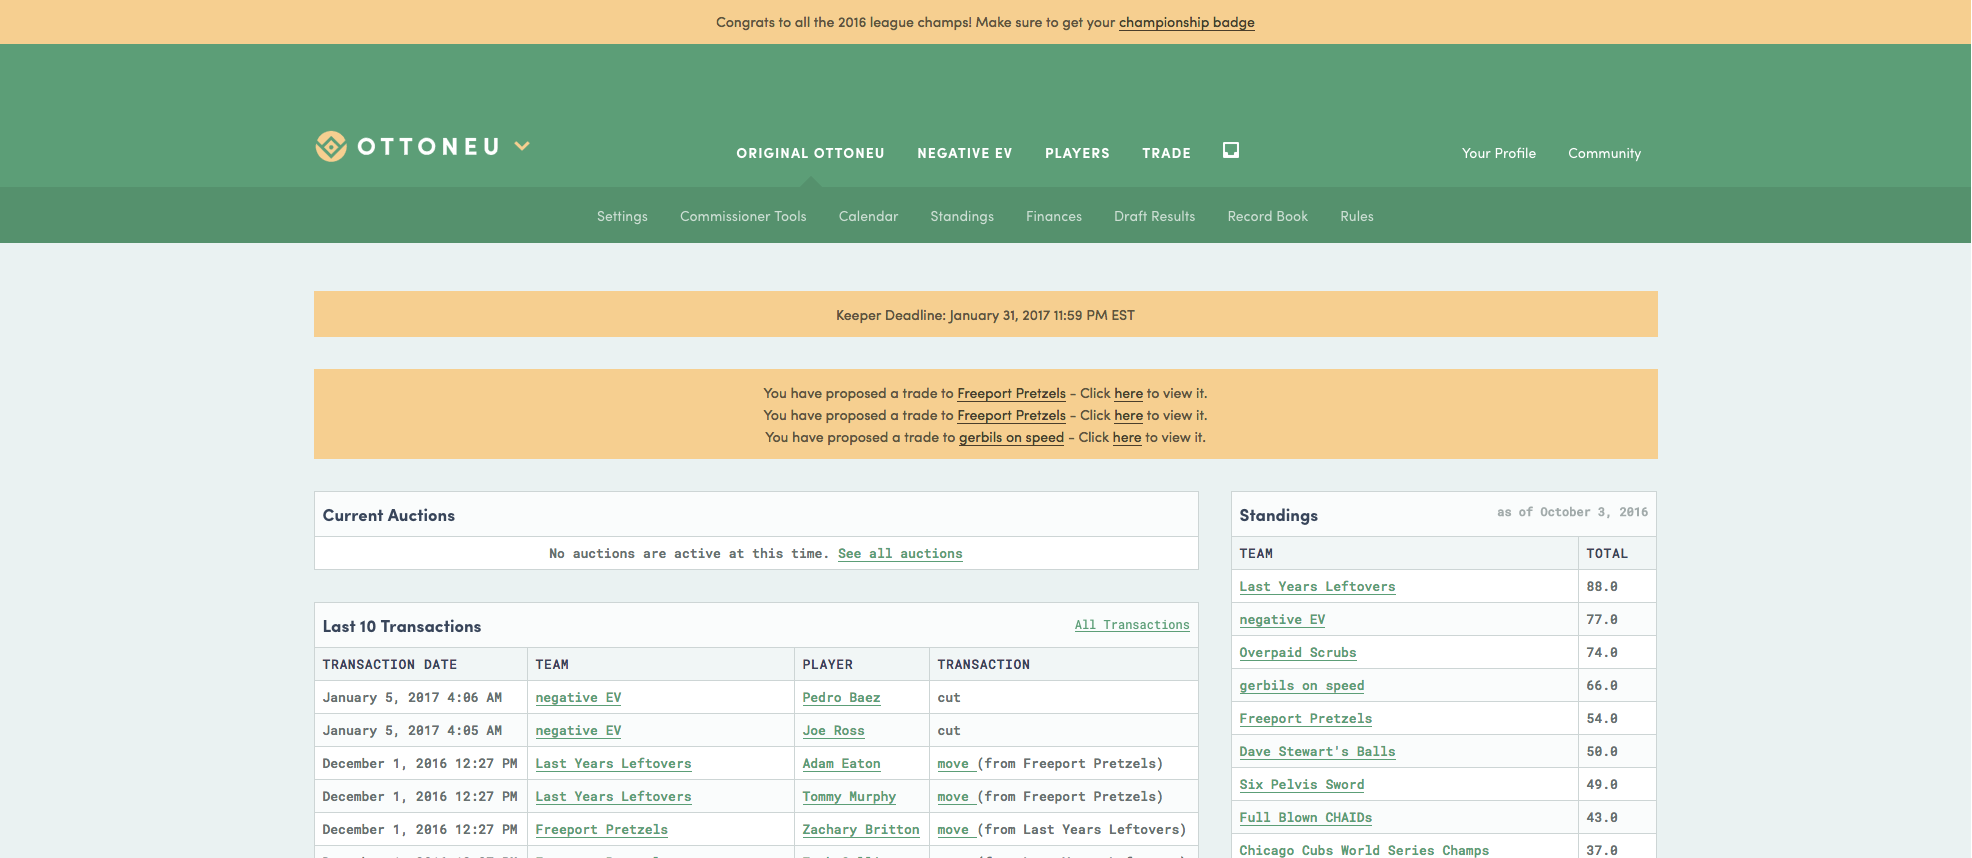 Congrats to all the 2016 league champs! Make sure to get your championship badge
OTTONEU
ORIGINAL OTTONEU NEGATIVE EV PLAYERS TRADE
Your Profile Community
Settings Commissioner Tools Calendar Standings Finances Draft Results Record Book Rules
Keeper Deadline: January 31, 2017 11:59 PM EST
You have proposed a trade to Freeport Pretzels - Click here to view it.
You have proposed a trade to Freeport Pretzels - Click here to view it.
You have proposed a trade to gerbils on speed - Click here to view it.
Current Auctions
No auctions are active at this time. See all auctions
Last 10 Transactions All Transactions
TRANSACTION DATE TEAM PLAYER TRANSACTION
January 5, 2017 4:06 AM negative EV Pedro Baez cut
January 5, 2017 4:05 AM negative EV Joe Ross cut
December 1, 2016 12:27 PM Last Years Leftovers Adam Eaton move (from Freeport Pretzels)
December 1, 2016 12:27 PM Last Years Leftovers Tommy Murphy move (from Freeport Pretzels)
December 1, 2016 12:27 PM Freeport Pretzels Zachary Britton move (from Last Years Leftovers)
Standings as of October 3, 2016
TEAM TOTAL
Last Years Leftovers 88.0
negative EV 77.0
Overpaid Scrubs 74.0
gerbils on speed 66.0
Freeport Pretzels 54.0
Dave Stewart's Balls 50.0
Six Pelvis Sword 49.0
Full Blown CHAIDs 43.0
Chicago Cubs World Series Champs 37.0